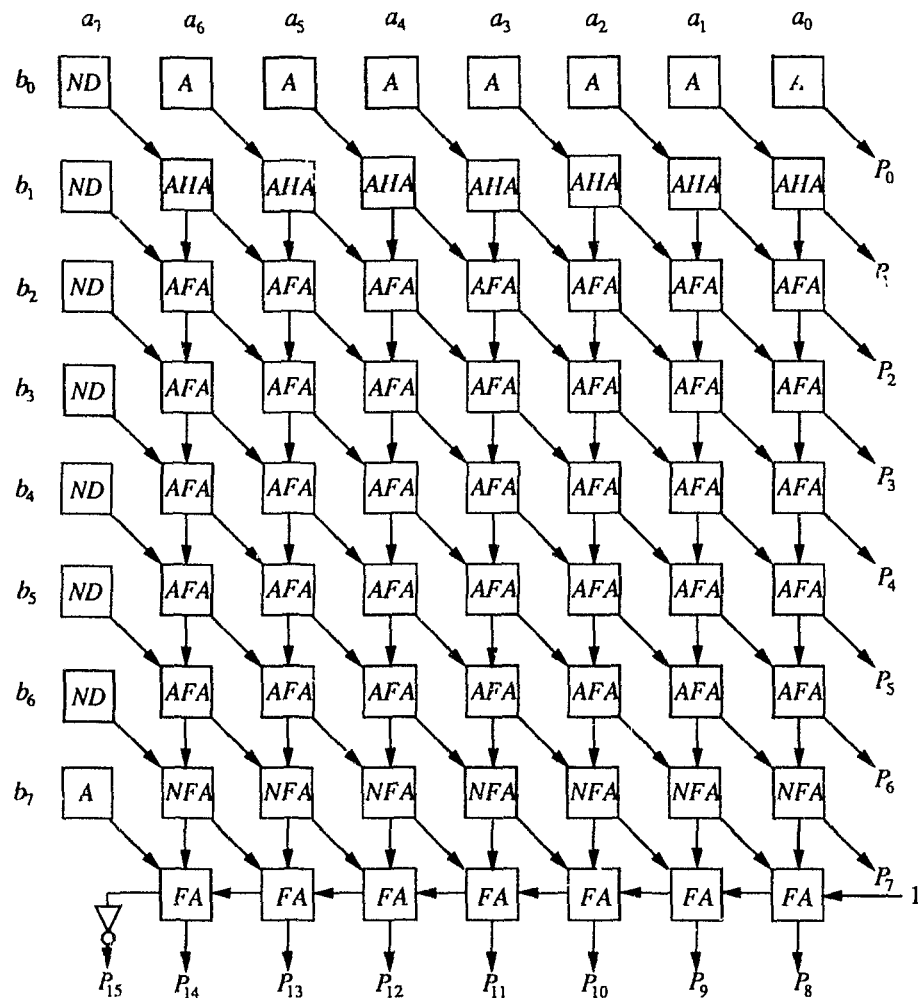 a₇ a₆ a₅ a₄ a₃ a₂ a₁ a₀
b₀ ND A A A A A A A
P₀
b₁ ND AHA AHA AHA AHA AHA AHA AHA
P₁
b₂ ND AFA AFA AFA AFA AFA AFA AFA
P₂
b₃ ND AFA AFA AFA AFA AFA AFA AFA
P₃
b₄ ND AFA AFA AFA AFA AFA AFA AFA
P₄
b₅ ND AFA AFA AFA AFA AFA AFA AFA
P₅
b₆ ND AFA AFA AFA AFA AFA AFA AFA
P₆
b₇ A NFA NFA NFA NFA NFA NFA NFA
P₇
FA FA FA FA FA FA FA 1
P₁₅ P₁₄ P₁₃ P₁₂ P₁₁ P₁₀ P₉ P₈